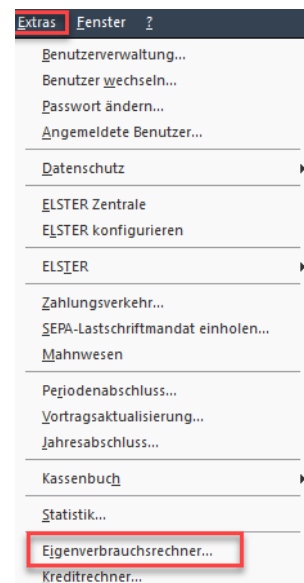 Extras Fenster ?
Benutzerverwaltung...
Benutzer wechseln...
Passwort ändern...
Angemeldete Benutzer...
Datenschutz
ELSTER Zentrale
ELSTER konfigurieren
ELSTER
Zahlungsverkehr...
SEPA-Lastschriftmandat einholen...
Mahnwesen
Periodenabschluss...
Vortragsaktualisierung...
Jahresabschluss...
Kassenbuch
Statistik...
Eigenverbrauchsrechner...
Kreditrechner...